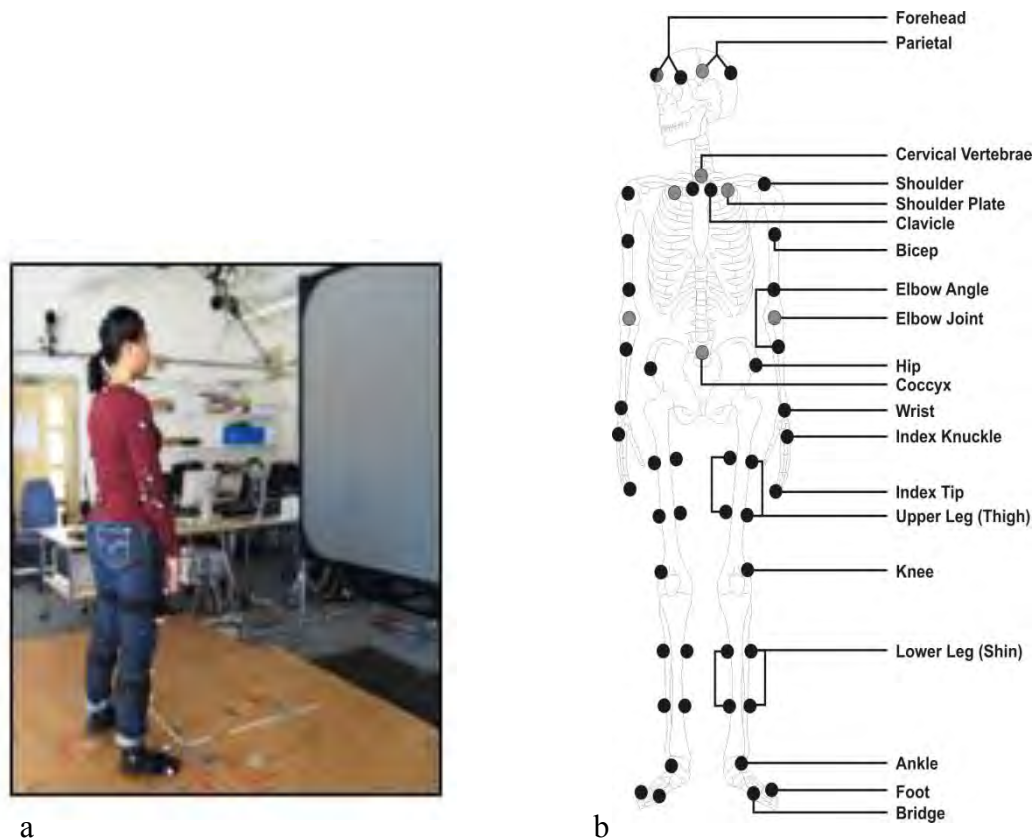 Forehead
Parietal
Cervical Vertebrae
Shoulder
Shoulder Plate
Clavicle
Bicep
Elbow Angle
Elbow Joint
Hip
Coccyx
Wrist
Index Knuckle
Index Tip
Upper Leg (Thigh)
Knee
Lower Leg (Shin)
Ankle
Foot
Bridge
a
b